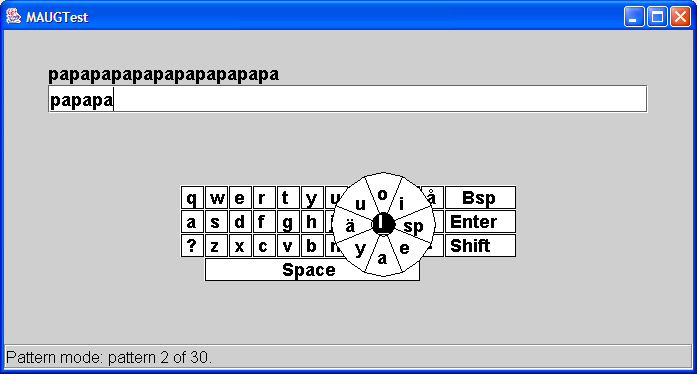 MAUGTest
papapapapapapapapapapa
papapa
q w e r t y u å Bsp
a s d f g h Enter
? z x c v b Shift
Space
o i sp e a y ä u
L
Pattern mode: pattern 2 of 30.